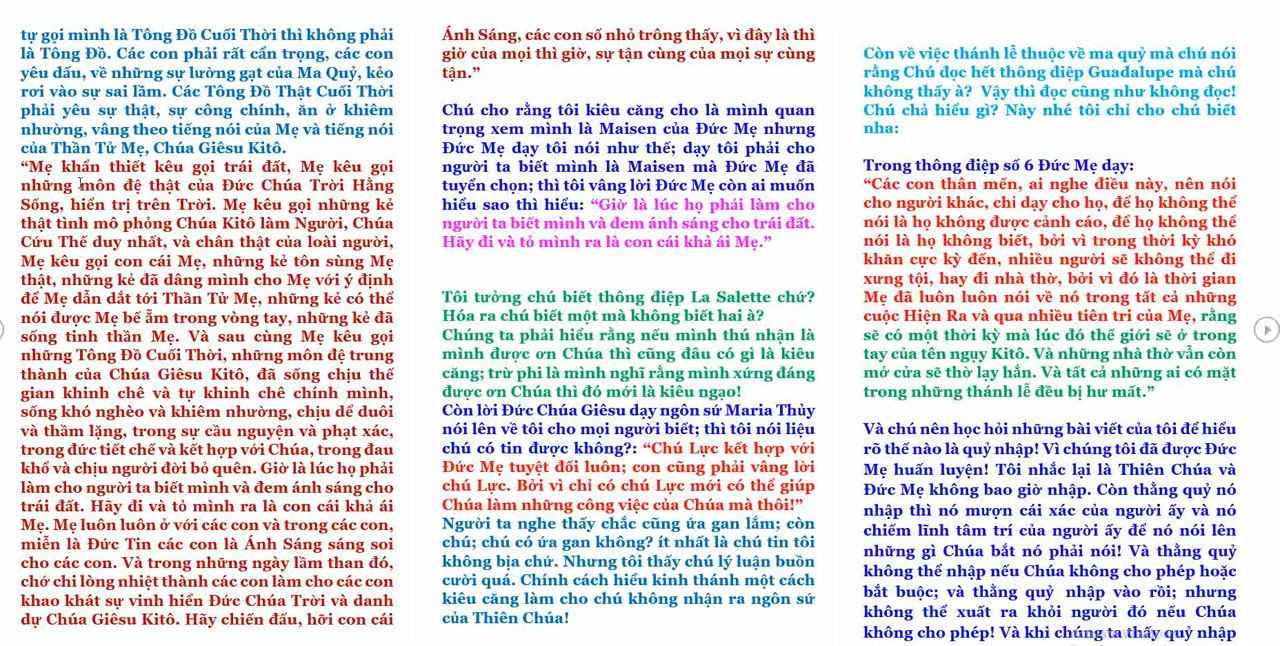 tự gọi mình là Tông Đồ Cuối Thời thì không phải
là Tông Đồ. Các con phải rất cẩn trọng, các con
yêu dấu, về những sự lường gạt của Ma Quỷ, kẻo
rơi vào sự sai lầm. Các Tông Đồ Thật Cuối Thời
phải yêu sự thật, sự công chính, ăn ở khiêm
nhường, vâng theo tiếng nói của Mẹ và tiếng nói
của Thần Tử Mẹ, Chúa Giêsu Kitô.
“Mẹ khẩn thiết kêu gọi trái đất, Mẹ kêu gọi
những môn đệ thật của Đức Chúa Trời Hằng
Sống, hiển trị trên Trời. Mẹ kêu gọi những kẻ
thật tình mô phỏng Chúa Kitô làm Người, Chúa
Cứu Thế duy nhất, và chân thật của loài người,
Mẹ kêu gọi con cái Mẹ, những kẻ tôn sùng Mẹ
thật, những kẻ đã dâng mình cho Mẹ với ý định
để Mẹ dẫn dắt tới Thần Tử Mẹ, những kẻ có thể
nói được Mẹ bế ẵm trong vòng tay, những kẻ đã
sống tinh thần Mẹ. Và sau cùng Mẹ kêu gọi
những Tông Đồ Cuối Thời, những môn đệ trung
thành của Chúa Giêsu Kitô, đã sống chịu thế
gian khinh chê và tự khinh chê chính mình,
sống khó nghèo và khiêm nhường, chịu dể duôi
và thầm lặng, trong sự cầu nguyện và phạt xác,
trong đức tiết chế và kết hợp với Chúa, trong đau
khổ và chịu người đời bỏ quên. Giờ là lúc họ phải
làm cho người ta biết mình và đem ánh sáng cho
trái đất. Hãy đi và tỏ mình ra là con cái khả ái
Mẹ. Mẹ luôn luôn ở với các con và trong các con,
miễn là Đức Tin các con là Ánh Sáng sáng soi
cho các con. Và trong những ngày lầm than đó,
chớ chi lòng nhiệt thành các con làm cho các con
khao khát sự vinh hiển Đức Chúa Trời và danh
dự Chúa Giêsu Kitô. Hãy chiến đấu, hỡi con cái
Ánh Sáng, các con số nhỏ trông thấy, vì đây là thì
giờ của mọi thì giờ, sự tận cùng của mọi sự cùng
tận.”
Chú cho rằng tôi kiêu căng cho là mình quan
trọng xem mình là Maisen của Đức Mẹ nhưng
Đức Mẹ dạy tôi nói như thế; dạy tôi phải cho
người ta biết mình là Maisen mà Đức Mẹ đã
tuyển chọn; thì tôi vâng lời Đức Mẹ còn ai muốn
hiểu sao thì hiểu: “Giờ là lúc họ phải làm cho
người ta biết mình và đem ánh sáng cho trái đất.
Hãy đi và tỏ mình ra là con cái khả ái Mẹ.”
Tôi tưởng chú biết thông điệp La Salette chứ?
Hóa ra chú biết một mà không biết hai à?
Chúng ta phải hiểu rằng nếu mình thú nhận là
mình được ơn Chúa thì cũng đâu có gì là kiêu
căng; trừ phi là mình nghĩ rằng mình xứng đáng
được ơn Chúa thì đó mới là kiêu ngạo!
Còn lời Đức Chúa Giêsu dạy ngôn sứ Maria Thủy
nói lên về tôi cho mọi người biết; thì tôi nói liệu
chú có tin được không?: “Chú Lực kết hợp với
Đức Mẹ tuyệt đối luôn; con cũng phải vâng lời
chú Lực. Bởi vì chỉ có chú Lực mới có thể giúp
Chúa làm những công việc của Chúa mà thôi!”
Người ta nghe thấy chắc cũng ứa gan lắm; còn
chú; chú có ứa gan không? ít nhất là chú tin tôi
không bịa chứ. Nhưng tôi thấy chú lý luận buồn
cười quá. Chính cách hiểu kinh thánh một cách
kiêu căng làm cho chú không nhận ra ngôn sứ
của Thiên Chúa!
Còn về việc thánh lễ thuộc về ma quỷ mà chú nói
rằng Chú đọc hết thông điệp Guadalupe mà chú
không thấy à? Vậy thì đọc cũng như không đọc!
Chú chả hiểu gì? Này nhé tôi chỉ cho chú biết
nha:
Trong thông điệp số 6 Đức Mẹ dạy:
“Các con thân mến, ai nghe điều này, nên nói
cho người khác, chỉ dạy cho họ, để họ không thể
nói là họ không được cảnh cáo, để họ không thể
nói là họ không biết, bởi vì trong thời kỳ khó
khăn cực kỳ đến, nhiều người sẽ không thể đi
xưng tội, hay đi nhà thờ, bởi vì đó là thời gian
Mẹ đã luôn luôn nói về nó trong tất cả những
cuộc Hiện Ra và qua nhiều tiên tri của Mẹ, rằng
sẽ có một thời kỳ mà lúc đó thế giới sẽ ở trong
tay của tên ngụy Kitô. Và những nhà thờ vẫn còn
mở cửa sẽ thờ lạy hắn. Và tất cả những ai có mặt
trong những thánh lễ đều bị hư mất.”
Và chú nên học hỏi những bài viết của tôi để hiểu
rõ thế nào là quỷ nhập! Vì chúng tôi đã được Đức
Mẹ huấn luyện! Tôi nhắc lại là Thiên Chúa và
Đức Mẹ không bao giờ nhập. Còn thằng quỷ nó
nhập thì nó mượn cái xác của người ấy và nó
chiếm lĩnh tâm trí của người ấy để nó nói lên
những gì Chúa bắt nó phải nói! Và thằng quỷ
không thể nhập nếu Chúa không cho phép hoặc
bắt buộc; và thằng quỷ nhập vào rồi; nhưng
không thể xuất ra khỏi người đó nếu Chúa
không cho phép! Và khi chúng ta thấy quỷ nhập